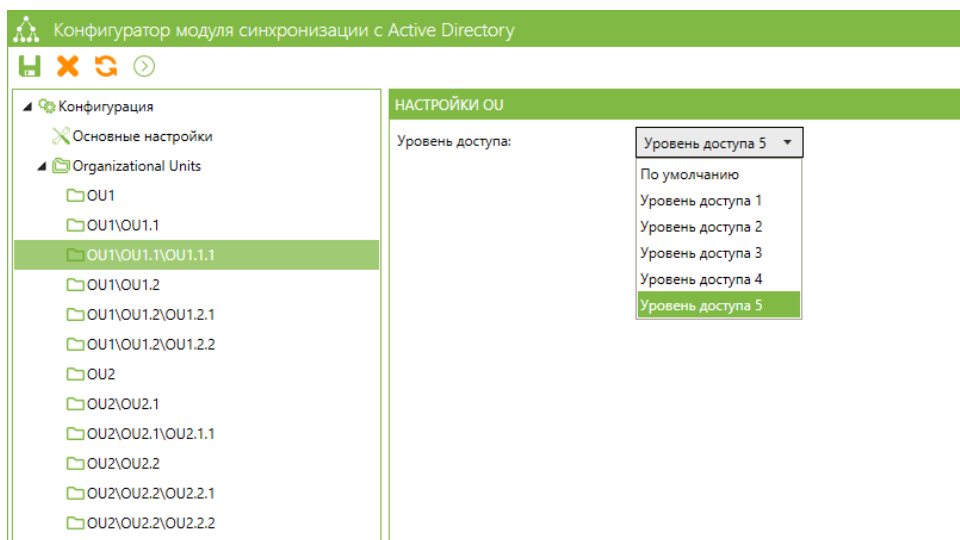 Конфигуратор модуля синхронизации с Active Directory
Конфигурация
Основные настройки
Organizational Units
OU1
OU1\OU1.1
OU1\OU1.1\OU1.1.1
OU1\OU1.2
OU1\OU1.2\OU1.2.1
OU1\OU1.2\OU1.2.2
OU2
OU2\OU2.1
OU2\OU2.1\OU2.1.1
OU2\OU2.2
OU2\OU2.2\OU2.2.1
OU2\OU2.2\OU2.2.2
НАСТРОЙКИ OU
Уровень доступа: Уровень доступа 5
По умолчанию
Уровень доступа 1
Уровень доступа 2
Уровень доступа 3
Уровень доступа 4
Уровень доступа 5